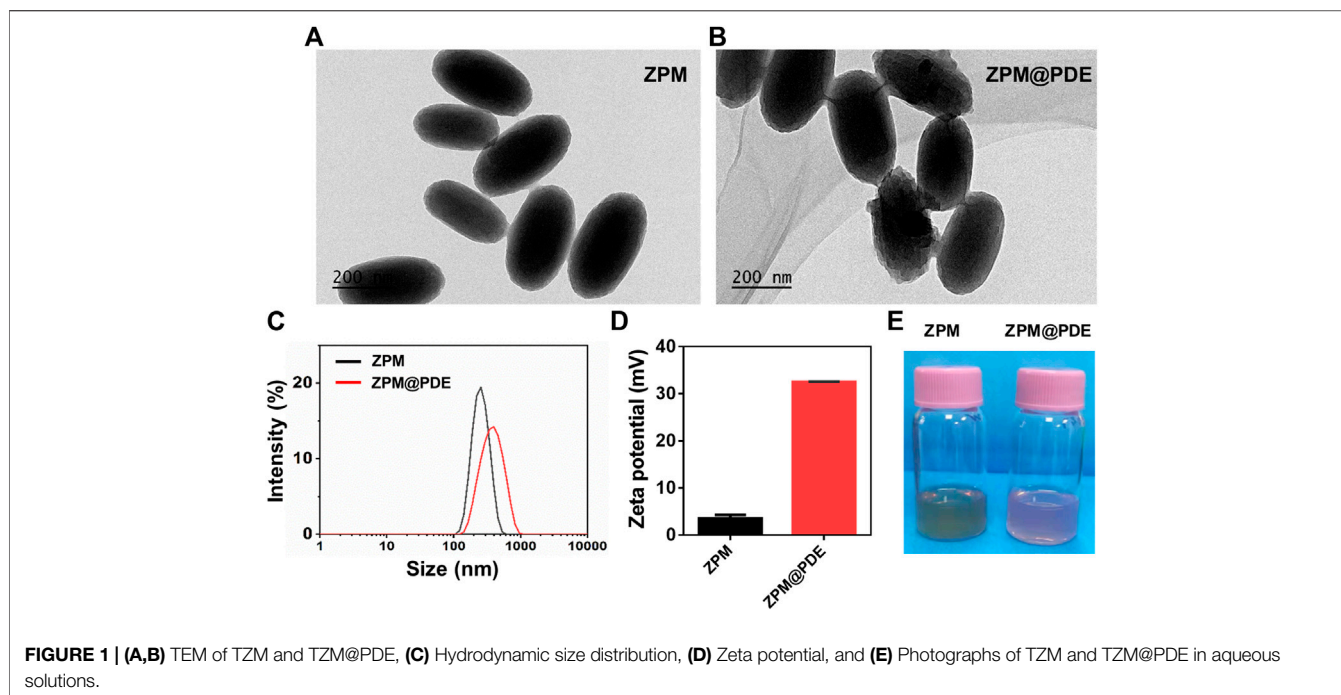 A
ZPM
200 nm
B
ZPM@PDE
200 nm
C
ZPM
ZPM@PDE
20
10
0
Intensity (%)
1 10 100 1000 10000
Size (nm)
D
40
30
20
10
0
Zeta potential (mV)
ZPM
ZPM@PDE
E
ZPM ZPM@PDE
FIGURE 1 | (A,B) TEM of TZM and TZM@PDE, (C) Hydrodynamic size distribution, (D) Zeta potential, and (E) Photographs of TZM and TZM@PDE in aqueous
solutions.